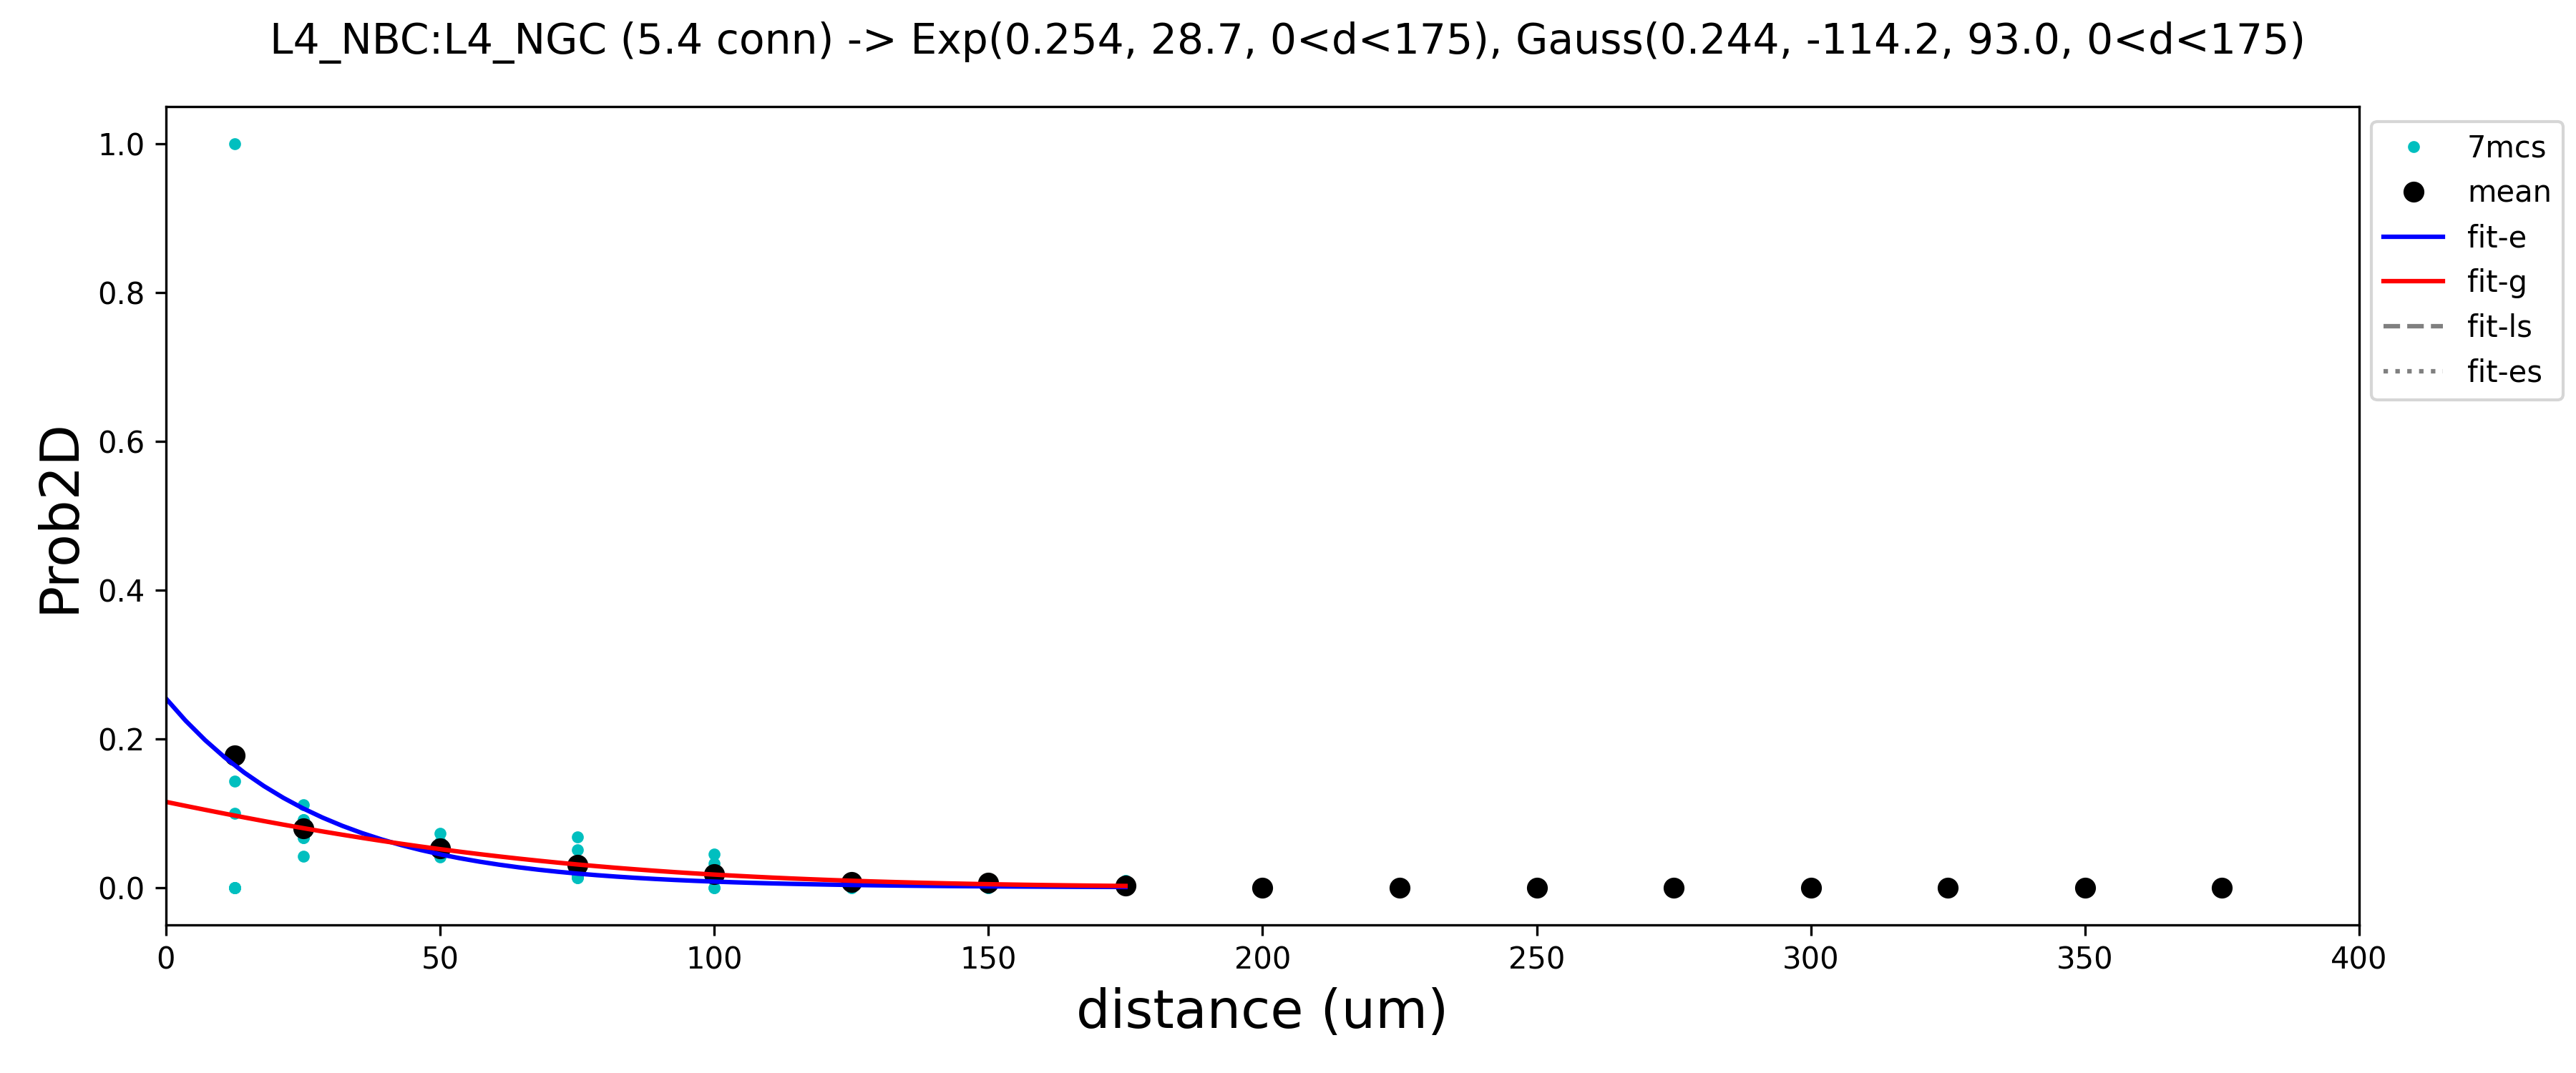 L4_NBC:L4_NGC (5.4 conn) -> Exp(0.254, 28.7, 0<d<175), Gauss(0.244, -114.2, 93.0, 0<d<175)
1.0
0.8
0.6
0.4
0.2
0.0
Prob2D
0 50 100 150 200 250 300 350 400
distance (um)
7mcs
mean
fit-e
fit-g
fit-ls
fit-es